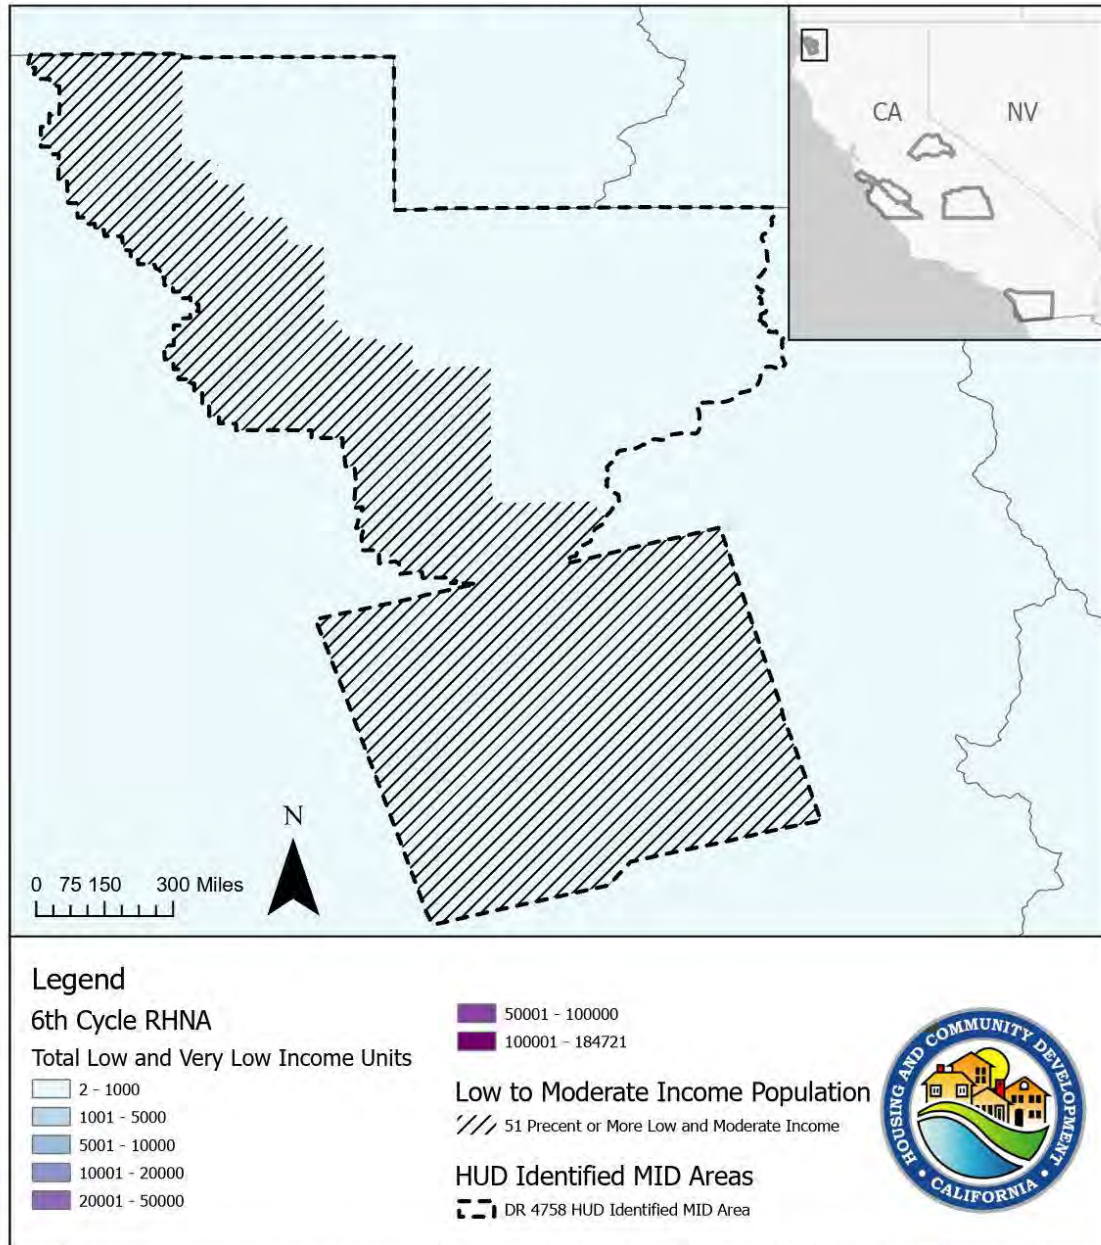 CA NV
N
0 75 150 300 Miles
Legend
6th Cycle RHNA
Total Low and Very Low Income Units
2 - 1000
1001 - 5000
5001 - 10000
10001 - 20000
20001 - 50000
50001 - 100000
100001 - 184721
Low to Moderate Income Population
51 Precent or More Low and Moderate Income
HUD Identified MID Areas
DR 4758 HUD Identified MID Area
HOUSING AND COMMUNITY DEVELOPMENT
• CALIFORNIA •